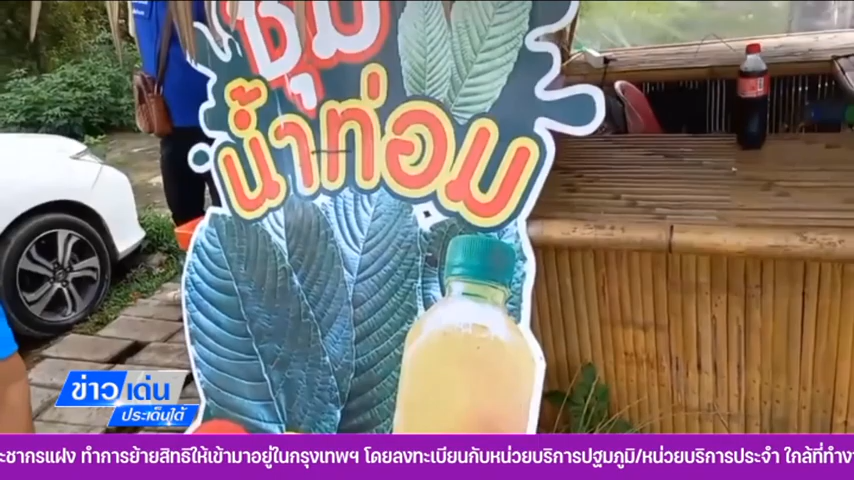 ซุ้ม
น้ำท่อม
ข่าวเด่น
ประเด็นใต้
ะชากรแฝง ทำการย้ายสิทธิให้เข้ามาอยู่ในกรุงเทพฯ โดยลงทะเบียนกับหน่วยบริการปฐมภูมิ/หน่วยบริการประจำ ใกล้ที่ทำงา